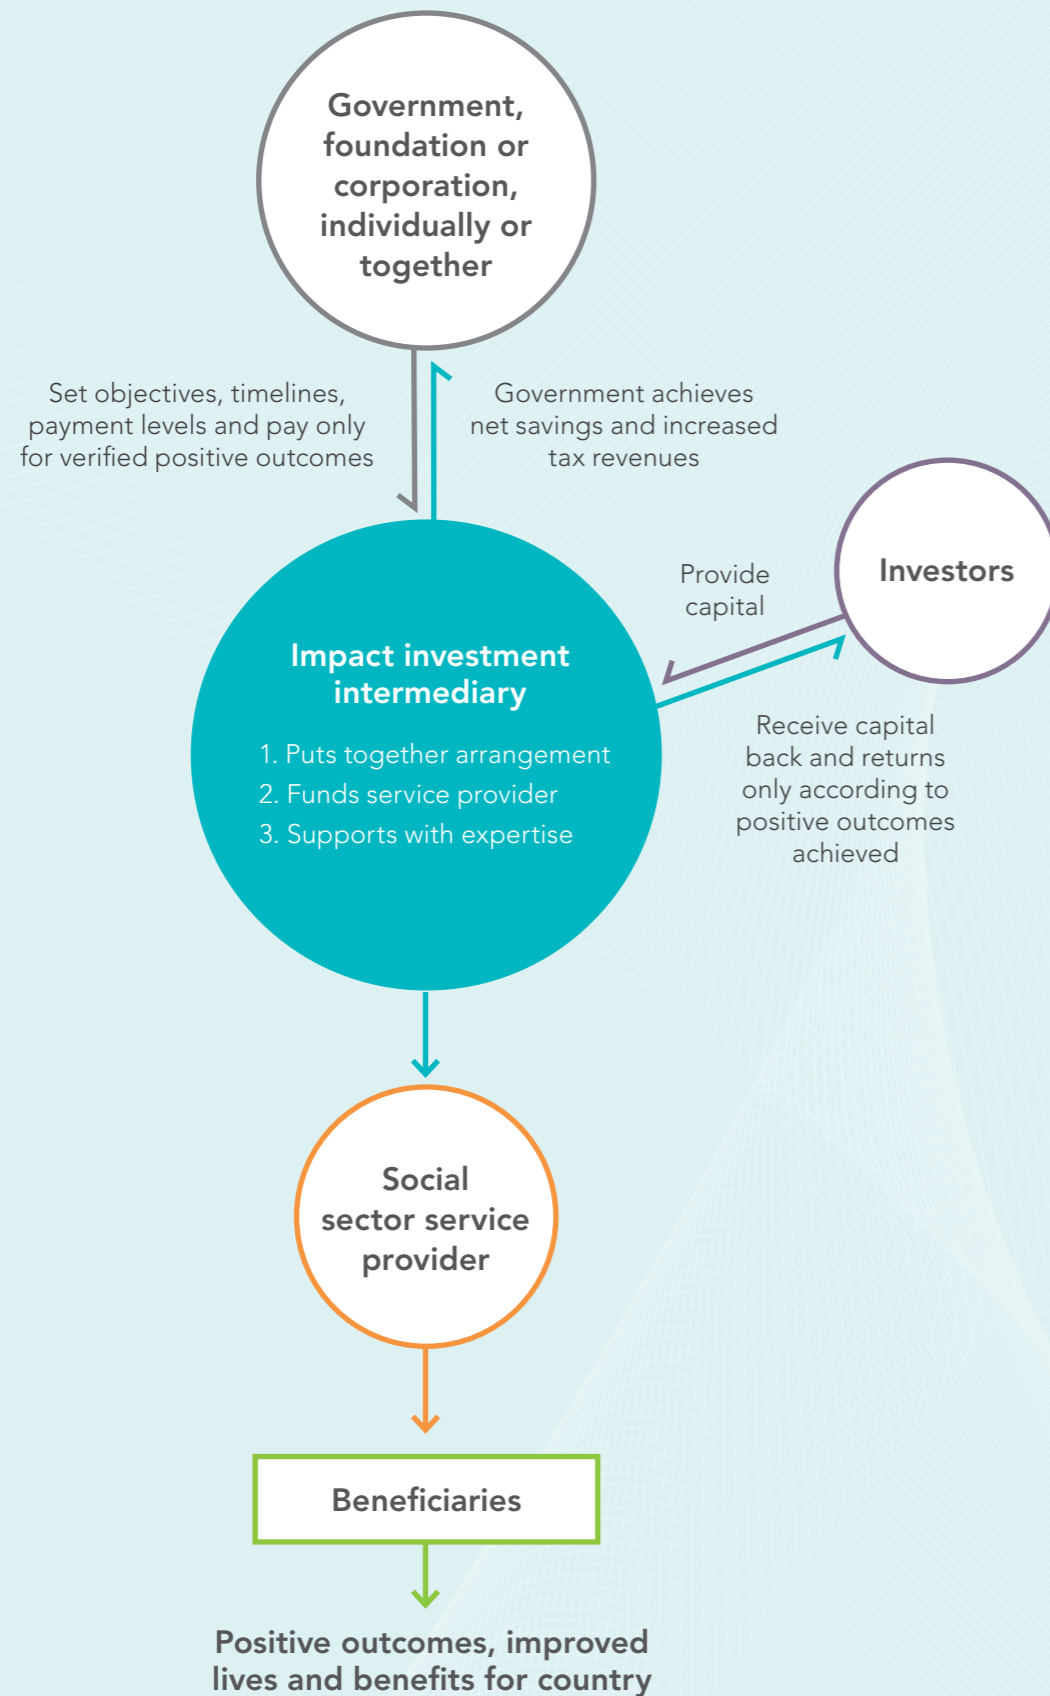 Government,
foundation or
corporation,
individually or
together
Set objectives, timelines,
payment levels and pay only
for verified positive outcomes
Government achieves
net savings and increased
tax revenues
Provide
capital
Investors
Impact investment
intermediary
1. Puts together arrangement
2. Funds service provider
3. Supports with expertise
Receive capital
back and returns
only according to
positive outcomes
achieved
Social
sector service
provider
Beneficiaries
Positive outcomes, improved
lives and benefits for country